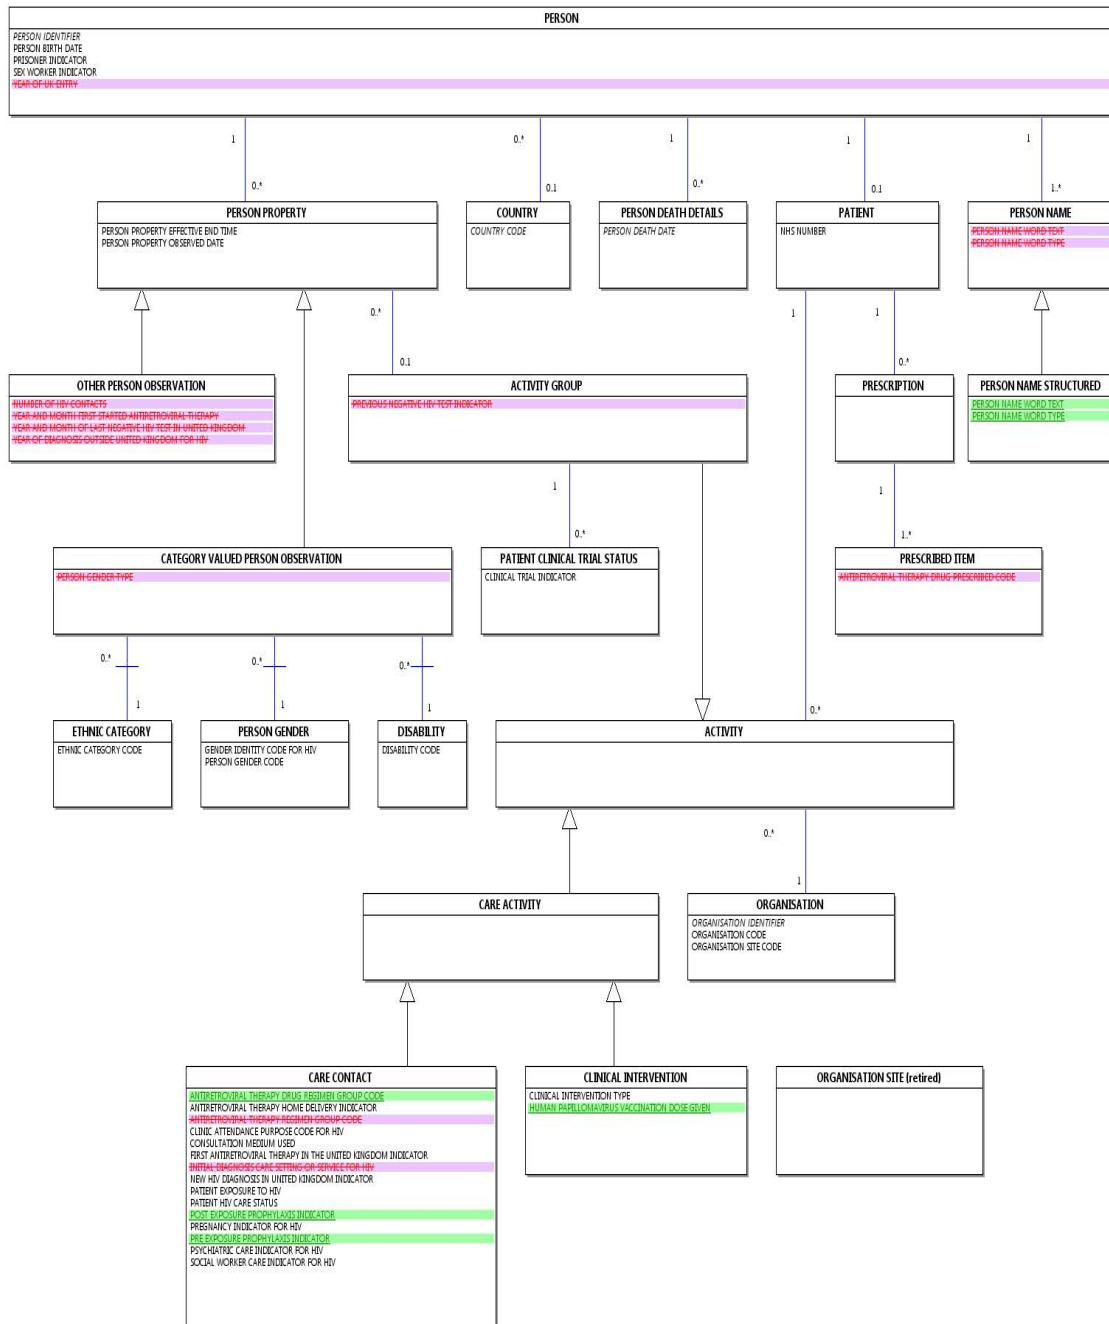 PERSON
PERSON IDENTIFIER
PERSON BIRTH DATE
PRISONER INDICATOR
SEX WORKER INDICATOR
YEAR OF UK ENTRY
1
0..*
0..*
0..1
1
0..*
1
0..1
1
1..*
PERSON PROPERTY
PERSON PROPERTY EFFECTIVE END TIME
PERSON PROPERTY OBSERVED DATE
COUNTRY
COUNTRY CODE
PERSON DEATH DETAILS
PERSON DEATH DATE
PATIENT
NHS NUMBER
PERSON NAME
PERSON NAME WORD TEXT
PERSON NAME WORD TYPE
0..*
0..1
1
1
0..*
OTHER PERSON OBSERVATION
NUMBER OF HIV CONTACTS
YEAR AND MONTH FIRST STARTED ANTIRETROVIRAL THERAPY
YEAR AND MONTH OF LAST NEGATIVE HIV TEST IN UNITED KINGDOM
YEAR OF DIAGNOSIS OUTSIDE UNITED KINGDOM FOR HIV
ACTIVITY GROUP
PREVIOUS NEGATIVE HIV TEST INDICATOR
PRESCRIPTION
PERSON NAME STRUCTURED
PERSON NAME WORD TEXT
PERSON NAME WORD TYPE
1
0..*
1
1..*
CATEGORY VALUED PERSON OBSERVATION
PERSON GENDER TYPE
PATIENT CLINICAL TRIAL STATUS
CLINICAL TRIAL INDICATOR
PRESCRIBED ITEM
ANTIRETROVIRAL THERAPY DRUG PRESCRIBED CODE
0..*
1
0..*
1
0..*
1
0..*
ETHNIC CATEGORY
ETHNIC CATEGORY CODE
PERSON GENDER
GENDER IDENTITY CODE FOR HIV
PERSON GENDER CODE
DISABILITY
DISABILITY CODE
ACTIVITY
0..*
1
CARE ACTIVITY
ORGANISATION
ORGANISATION IDENTIFIER
ORGANISATION CODE
ORGANISATION SITE CODE
CARE CONTACT
ANTIRETROVIRAL THERAPY DRUG REGIMEN GROUP CODE
ANTIRETROVIRAL THERAPY HOME DELIVERY INDICATOR
ANTIRETROVIRAL THERAPY REGIMEN GROUP CODE
CLINIC ATTENDANCE PURPOSE CODE FOR HIV
CONSULTATION MEDIUM USED
FIRST ANTIRETROVIRAL THERAPY IN THE UNITED KINGDOM INDICATOR
INITIAL DIAGNOSIS CARE SETTING OR SERVICE FOR HIV
NEW HIV DIAGNOSIS IN UNITED KINGDOM INDICATOR
PATIENT EXPOSURE TO HIV
PATIENT HIV CARE STATUS
POST EXPOSURE PROPHYLAXIS INDICATOR
PREGNANCY INDICATOR FOR HIV
PRE EXPOSURE PROPHYLAXIS INDICATOR
PSYCHIATRIC CARE INDICATOR FOR HIV
SOCIAL WORKER CARE INDICATOR FOR HIV
CLINICAL INTERVENTION
CLINICAL INTERVENTION TYPE
HUMAN PAPILLOMAVIRUS VACCINATION DOSE GIVEN
ORGANISATION SITE (retired)